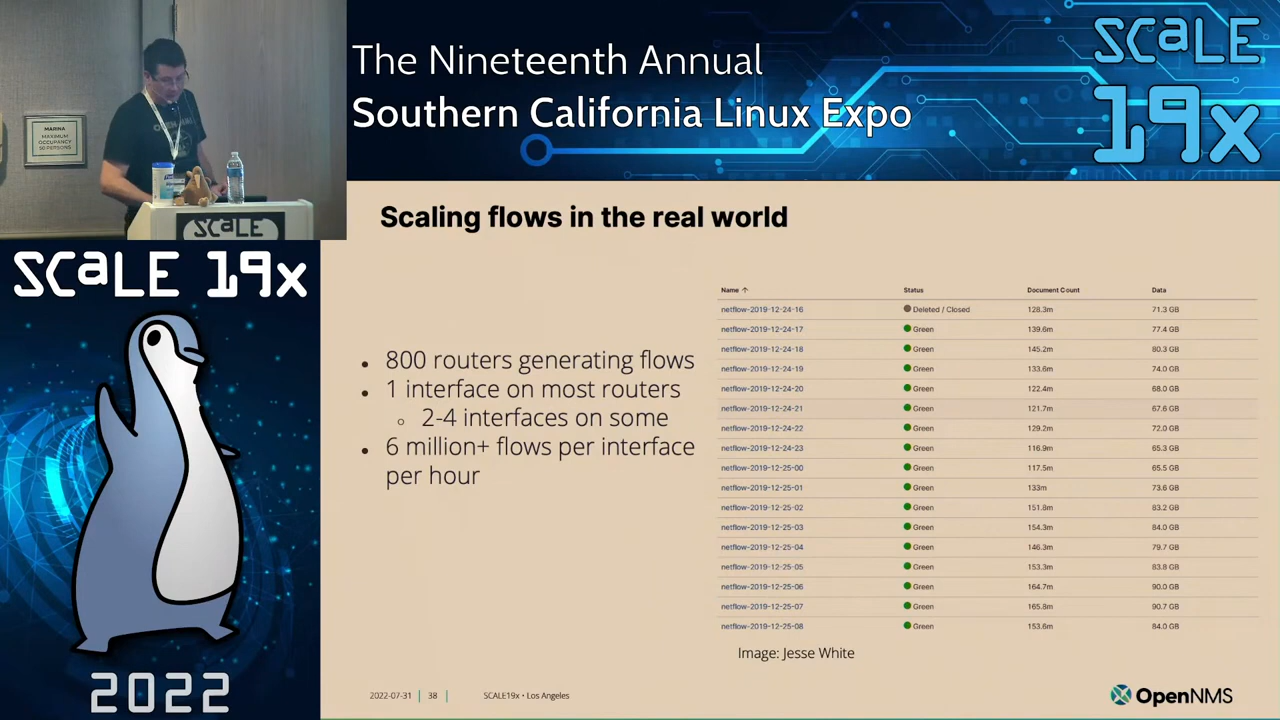 The Nineteenth Annual
Southern California Linux Expo
SCaLE
19x
MARINA
MAXIMUM
OCCUPANCY
50 PERSONS
SCaLE
SCaLE 19x
2022
Scaling flows in the real world
800 routers generating flows
1 interface on most routers
2-4 interfaces on some
6 million+ flows per interface
per hour
Name ↑ Status Document Count Data
netflow-2019-12-24-16 Deleted / Closed 128.3m 71.3 GB
netflow-2019-12-24-17 Green 139.6m 77.4 GB
netflow-2019-12-24-18 Green 145.2m 80.3 GB
netflow-2019-12-24-19 Green 133.6m 74.0 GB
netflow-2019-12-24-20 Green 122.4m 68.0 GB
netflow-2019-12-24-21 Green 121.7m 67.6 GB
netflow-2019-12-24-22 Green 129.2m 72.0 GB
netflow-2019-12-24-23 Green 116.9m 65.3 GB
netflow-2019-12-25-00 Green 117.5m 65.5 GB
netflow-2019-12-25-01 Green 133m 73.6 GB
netflow-2019-12-25-02 Green 151.8m 83.2 GB
netflow-2019-12-25-03 Green 154.3m 84.0 GB
netflow-2019-12-25-04 Green 146.3m 79.7 GB
netflow-2019-12-25-05 Green 153.3m 83.8 GB
netflow-2019-12-25-06 Green 164.7m 90.0 GB
netflow-2019-12-25-07 Green 165.8m 90.7 GB
netflow-2019-12-25-08 Green 153.6m 84.0 GB
Image: Jesse White
2022-07-31 | 38 | SCALE19x • Los Angeles
OpenNMS